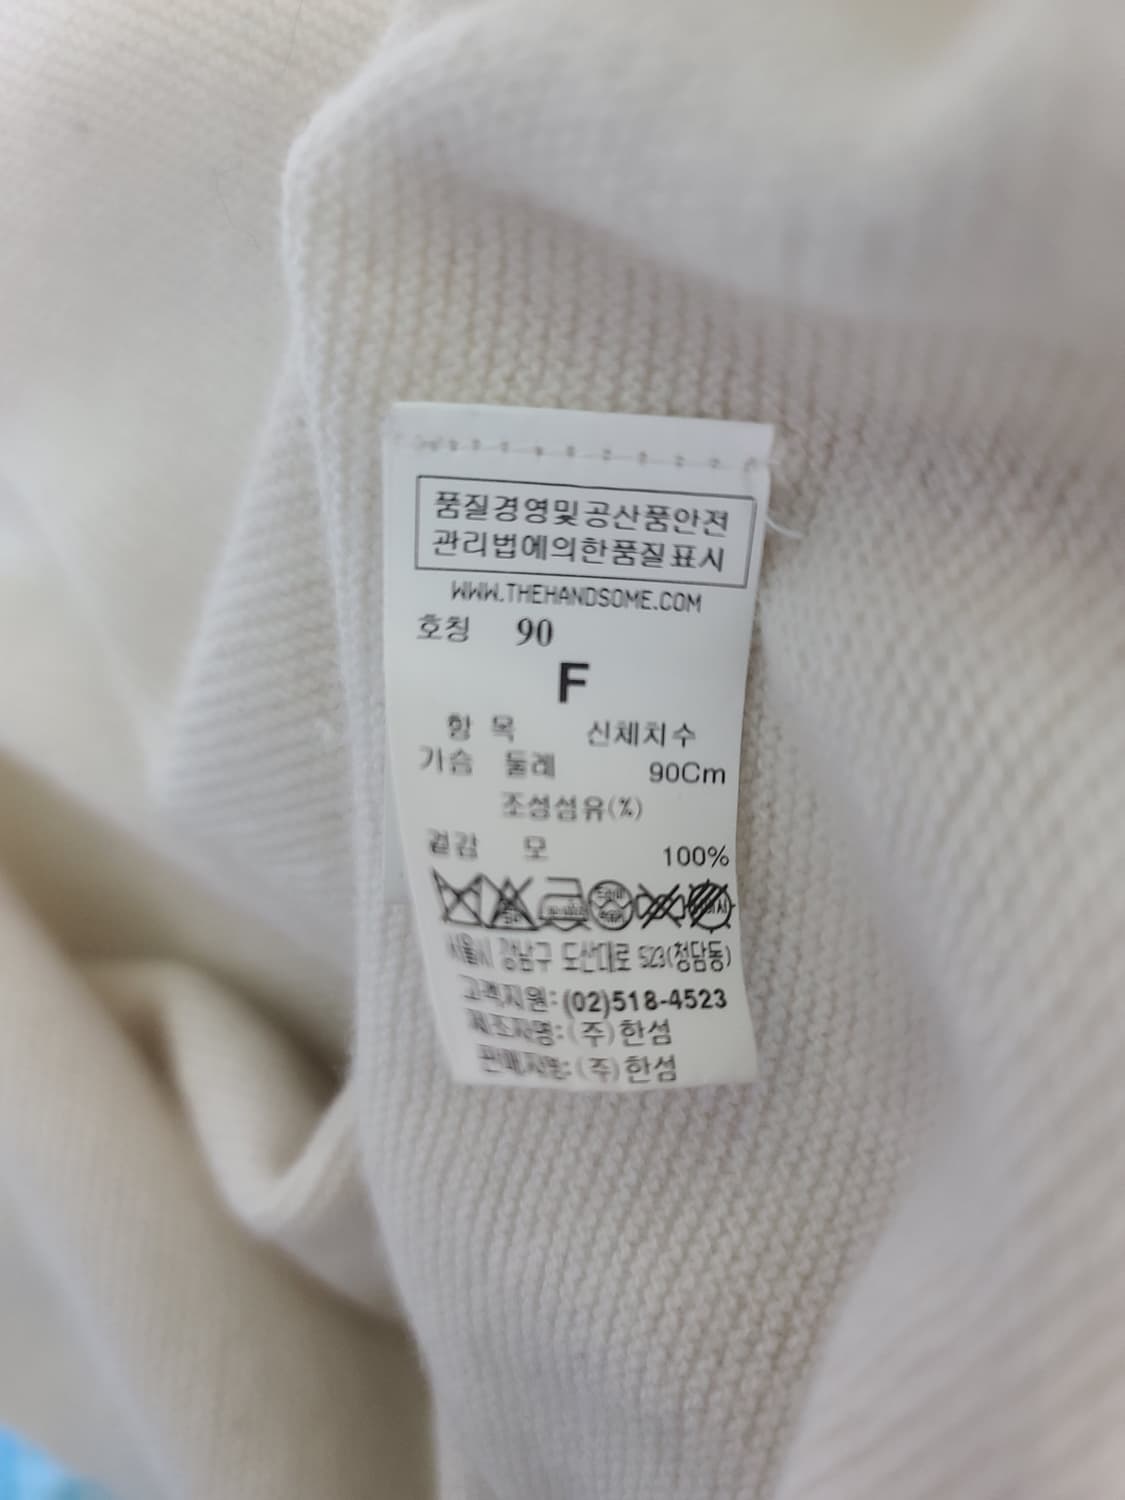 품질경영및공산품안전
관리법에의한품질표시
WWW.THEHANDSOME.COM
호칭 90
F
항 목 신체치수
가슴 둘레 90Cm
조성섬유(%)
겉감 모 100%
서울시 강남구 도산대로 523(청담동)
고객지원:(02)518-4523
제조자명:(주)한섬
판매자명:(주)한섬